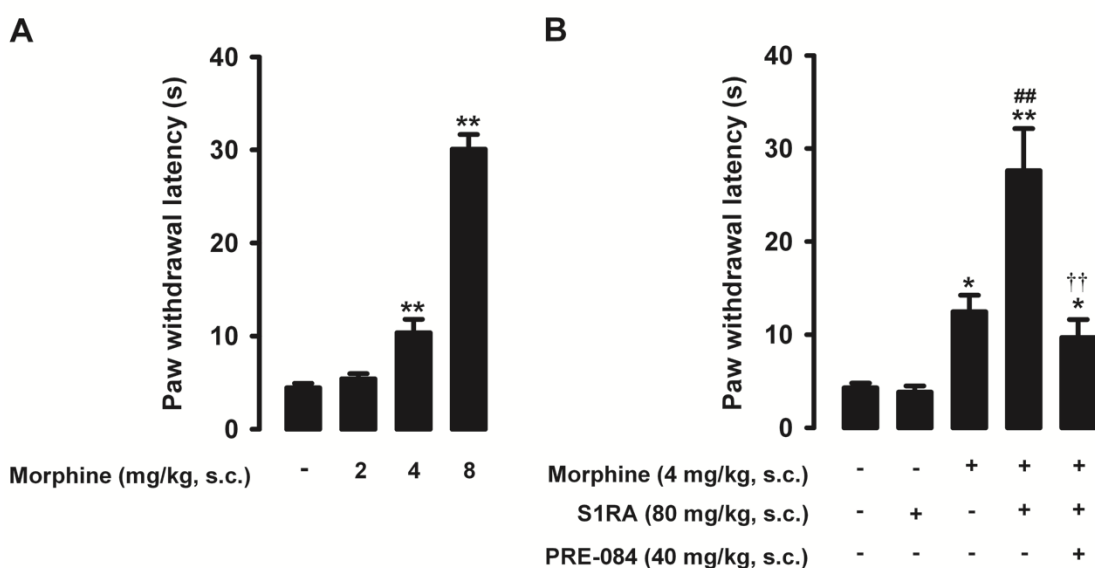 A
Paw withdrawal latency (s)
40
30
20
10
0
**
**
Morphine (mg/kg, s.c.) - 2 4 8
B
Paw withdrawal latency (s)
40
30
20
10
0
*
##
**
††
*
Morphine (4 mg/kg, s.c.) - - + + +
S1RA (80 mg/kg, s.c.) - + - + +
PRE-084 (40 mg/kg, s.c.) - - - - +